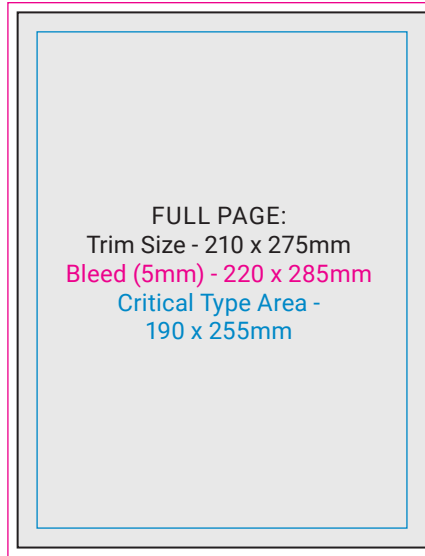 FULL PAGE:
Trim Size - 210 x 275mm
Bleed (5mm) - 220 x 285mm
Critical Type Area -
190 x 255mm